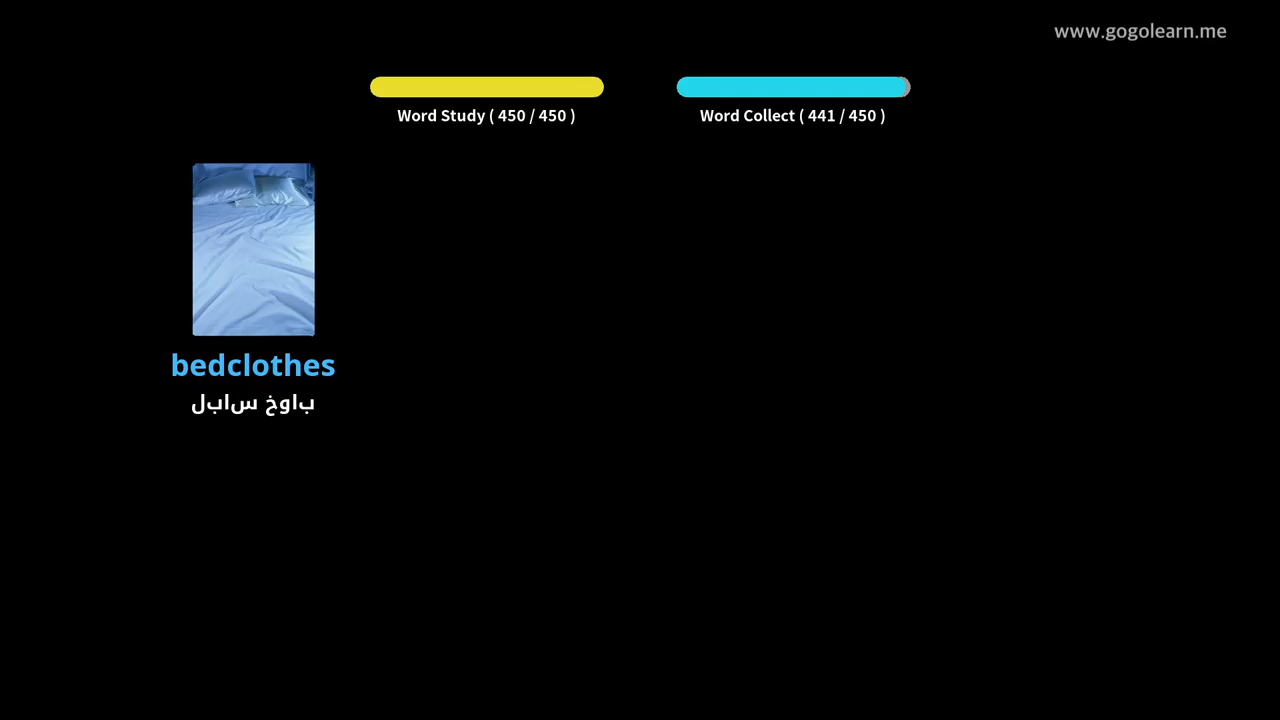 www.gogolearn.me
Word Study ( 450 / 450 )
Word Collect ( 441 / 450 )
bedclothes
باوخ سابل